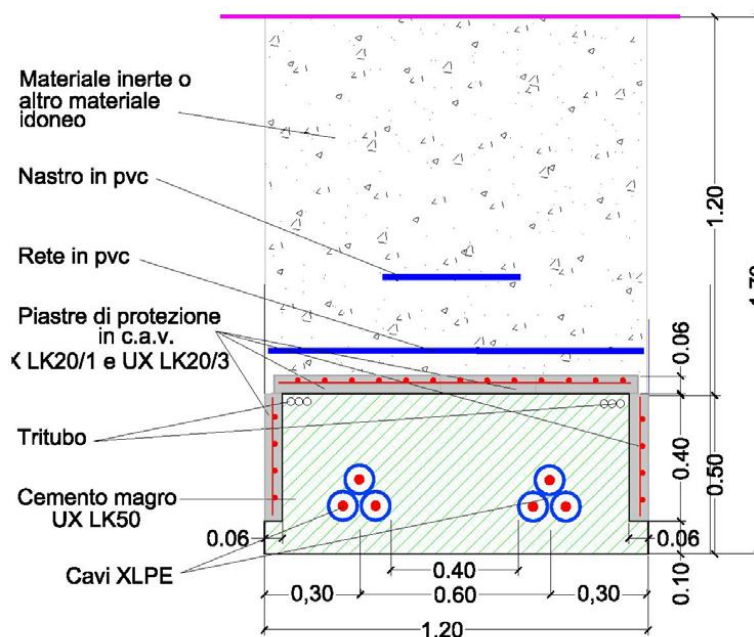 Materiale inerte o
altro materiale
idoneo
Nastro in pvc
Rete in pvc
Piastre di protezione
in c.a.v.
LK20/1 e UX LK20/3
Tritubo
Cemento magro
UX LK50
Cavi XLPE
1.20
1.70
0.06
0.40
0.50
0.06
0.06
0.10
0.40
0,30
0.60
0,30
1.20